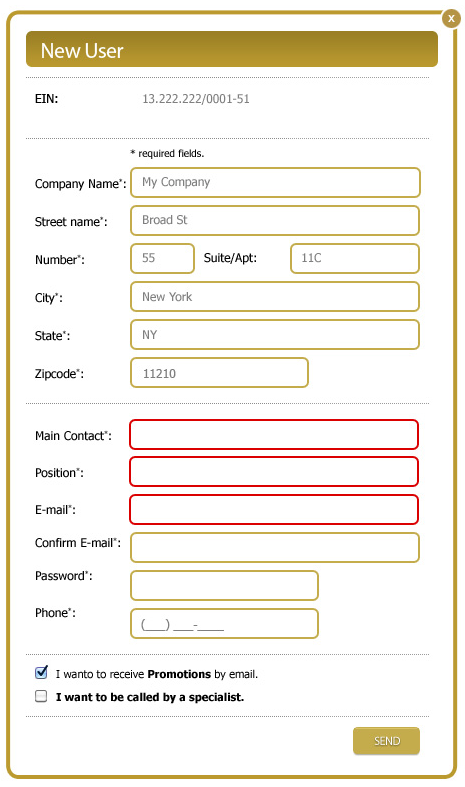 x
New User
EIN: 13.222.222/0001-51
* required fields.
Company Name*: My Company
Street name*: Broad St
Number*: 55 Suite/Apt: 11C
City*: New York
State*: NY
Zipcode*: 11210
Main Contact*:
Position*:
E-mail*:
Confirm E-mail*:
Password*:
Phone*: (___) ___-____
I wanto to receive Promotions by email.
I want to be called by a specialist.
SEND